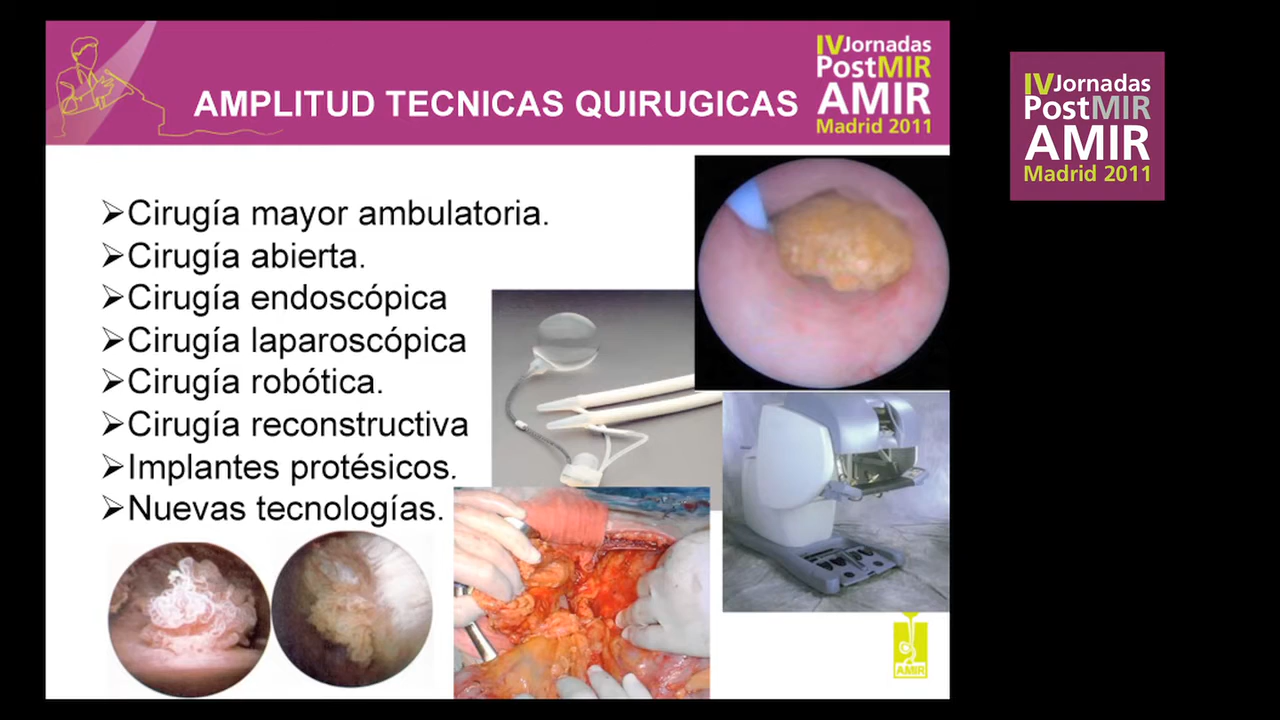 AMPLITUD TECNICAS QUIRUGICAS
IV Jornadas
PostMIR
AMIR
Madrid 2011
➢Cirugía mayor ambulatoria.
➢Cirugía abierta.
➢Cirugía endoscópica
➢Cirugía laparoscópica
➢Cirugía robótica.
➢Cirugía reconstructiva
➢Implantes protésicos.
➢Nuevas tecnologías.
AMIR
IV Jornadas
PostMIR
AMIR
Madrid 2011